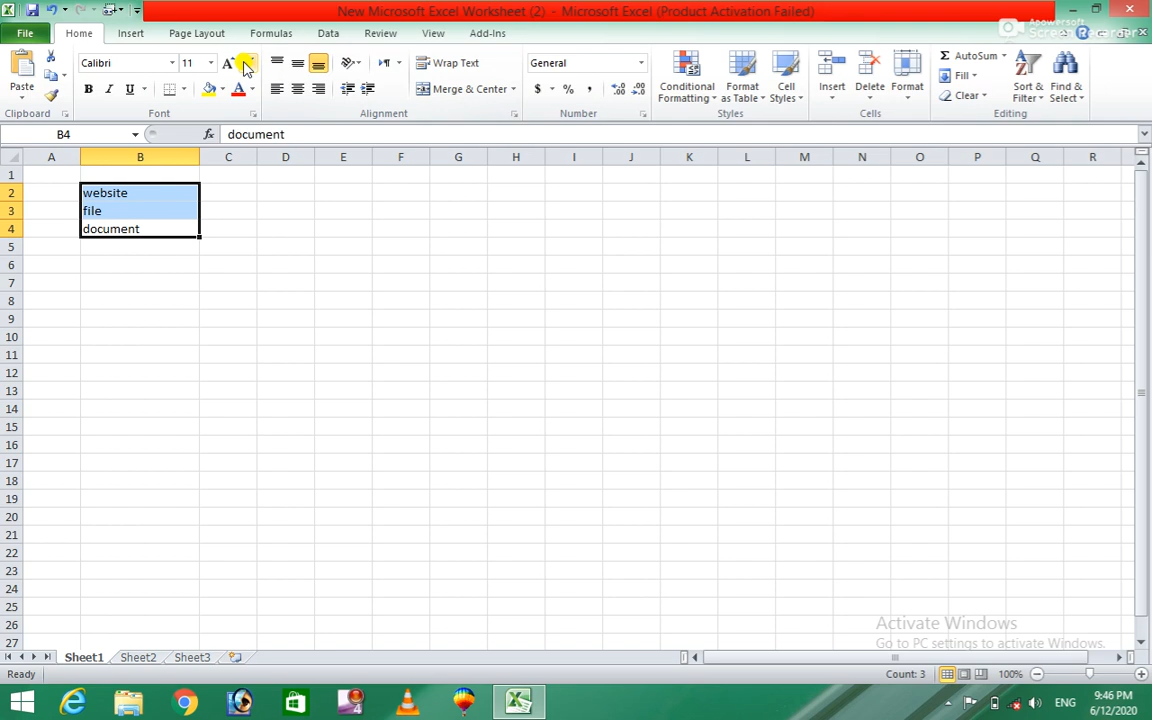 New Microsoft Excel Worksheet (2) - Microsoft Excel (Product Activation Failed)
Apowersoft
Screen Recorder
File Home Insert Page Layout Formulas Data Review View Add-Ins
Paste
Calibri 11
B I U
Wrap Text
Merge & Center
General
$ % ,
Conditional Formatting
Format as Table
Cell Styles
Insert Delete Format
Σ AutoSum
Fill
Clear
Sort & Filter
Find & Select
Clipboard Font Alignment Number Styles Cells Editing
B4 fx document
A B C D E F G H I J K L M N O P Q R
1
2 website
3 file
4 document
5
6
7
8
9
10
11
12
13
14
15
16
17
18
19
20
21
22
23
24
25
26
27
Activate Windows
Go to PC settings to activate Windows.
Sheet1 Sheet2 Sheet3
Ready Count: 3 100%
ENG 9:46 PM
6/12/2020